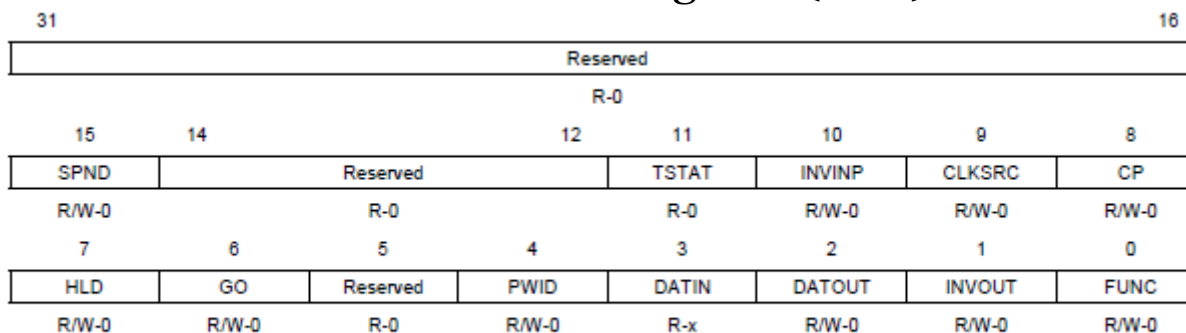 31 16
Reserved
R-0
15 14 12 11 10 9 8
SPND Reserved TSTAT INVINP CLKSRC CP
R/W-0 R-0 R-0 R/W-0 R/W-0 R/W-0
7 6 5 4 3 2 1 0
HLD GO Reserved PWID DATIN DATOUT INVOUT FUNC
R/W-0 R/W-0 R-0 R/W-0 R-x R/W-0 R/W-0 R/W-0